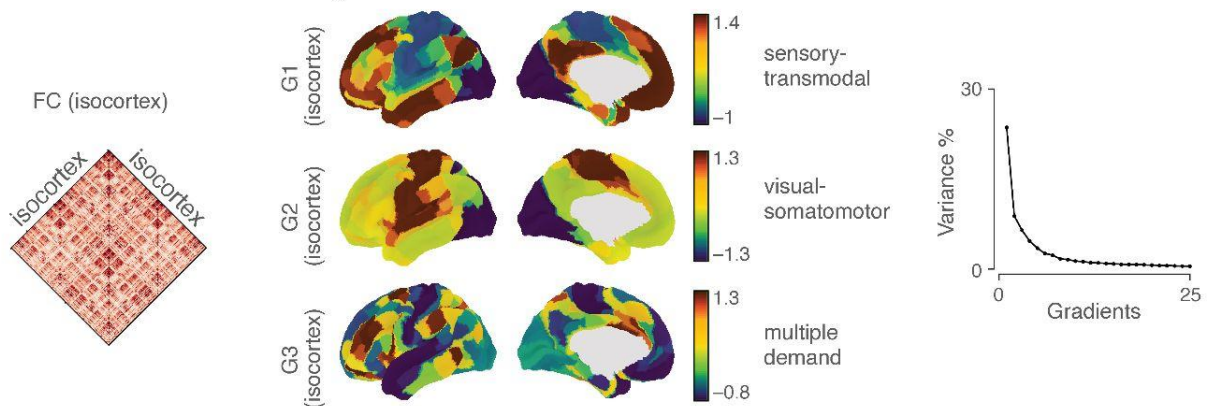 FC (isocortex)
isocortex
isocortex
G1
(isocortex)
1.4
−1
sensory-
transmodal
G2
(isocortex)
1.3
−1.3
visual-
somatomotor
G3
(isocortex)
1.3
−0.8
multiple
demand
30
Variance %
0
0
25
Gradients